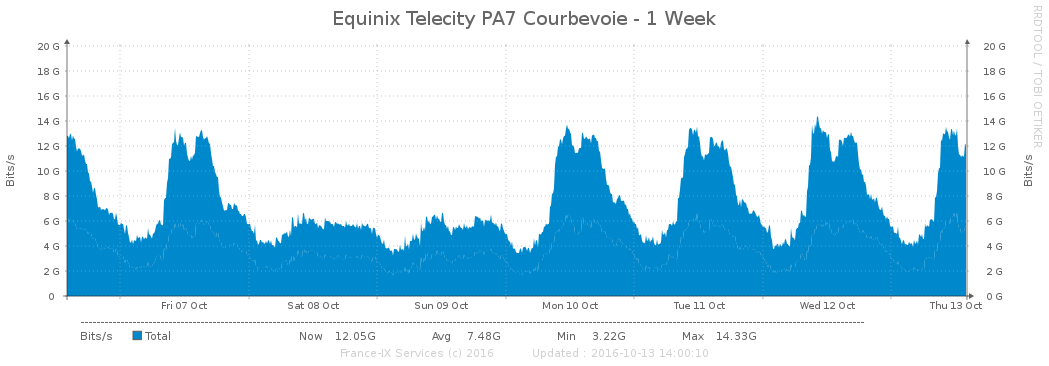 Equinix Telecity PA7 Courbevoie - 1 Week
RRDTOOL / TOBI OETIKER
Bits/s
20 G 20 G
18 G 18 G
16 G 16 G
14 G 14 G
12 G 12 G
10 G 10 G
8 G 8 G
6 G 6 G
4 G 4 G
2 G 2 G
0 0 G
Bits/s
Fri 07 Oct Sat 08 Oct Sun 09 Oct Mon 10 Oct Tue 11 Oct Wed 12 Oct Thu 13 Oct
Bits/s Total Now 12.05G Avg 7.48G Min 3.22G Max 14.33G
France-IX Services (c) 2016 Updated : 2016-10-13 14:00:10